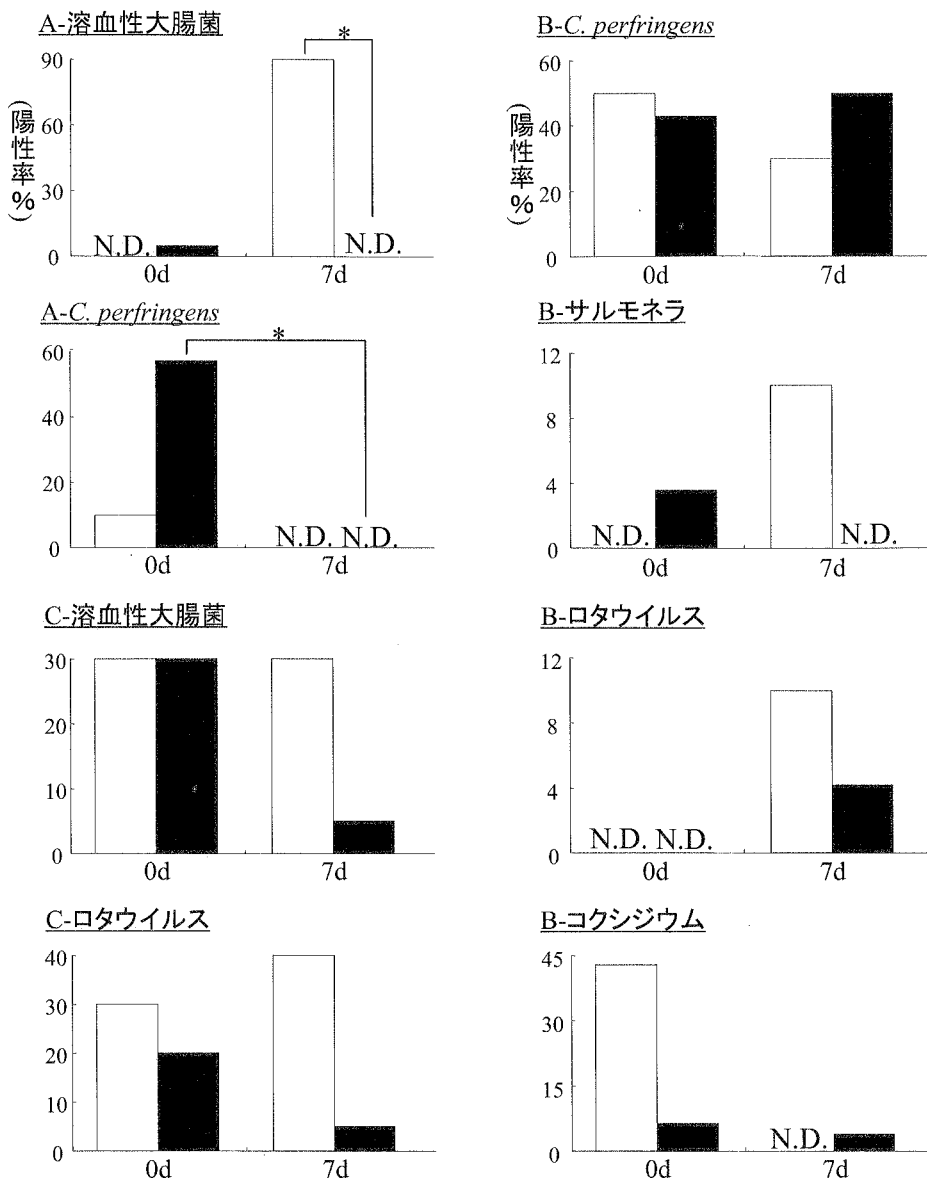 A-溶血性大腸菌
*
90
60
30
0
(陽性率%)
N.D.
N.D.
0d
7d
B-C. perfringens
60
40
20
0
(陽性率%)
0d
7d
A-C. perfringens
*
60
40
20
0
N.D. N.D.
0d
7d
B-サルモネラ
12
8
4
0
N.D.
N.D.
0d
7d
C-溶血性大腸菌
30
20
10
0
0d
7d
B-ロタウイルス
12
8
4
0
N.D. N.D.
0d
7d
C-ロタウイルス
40
30
20
10
0
0d
7d
B-コクシジウム
45
30
15
0
N.D.
0d
7d